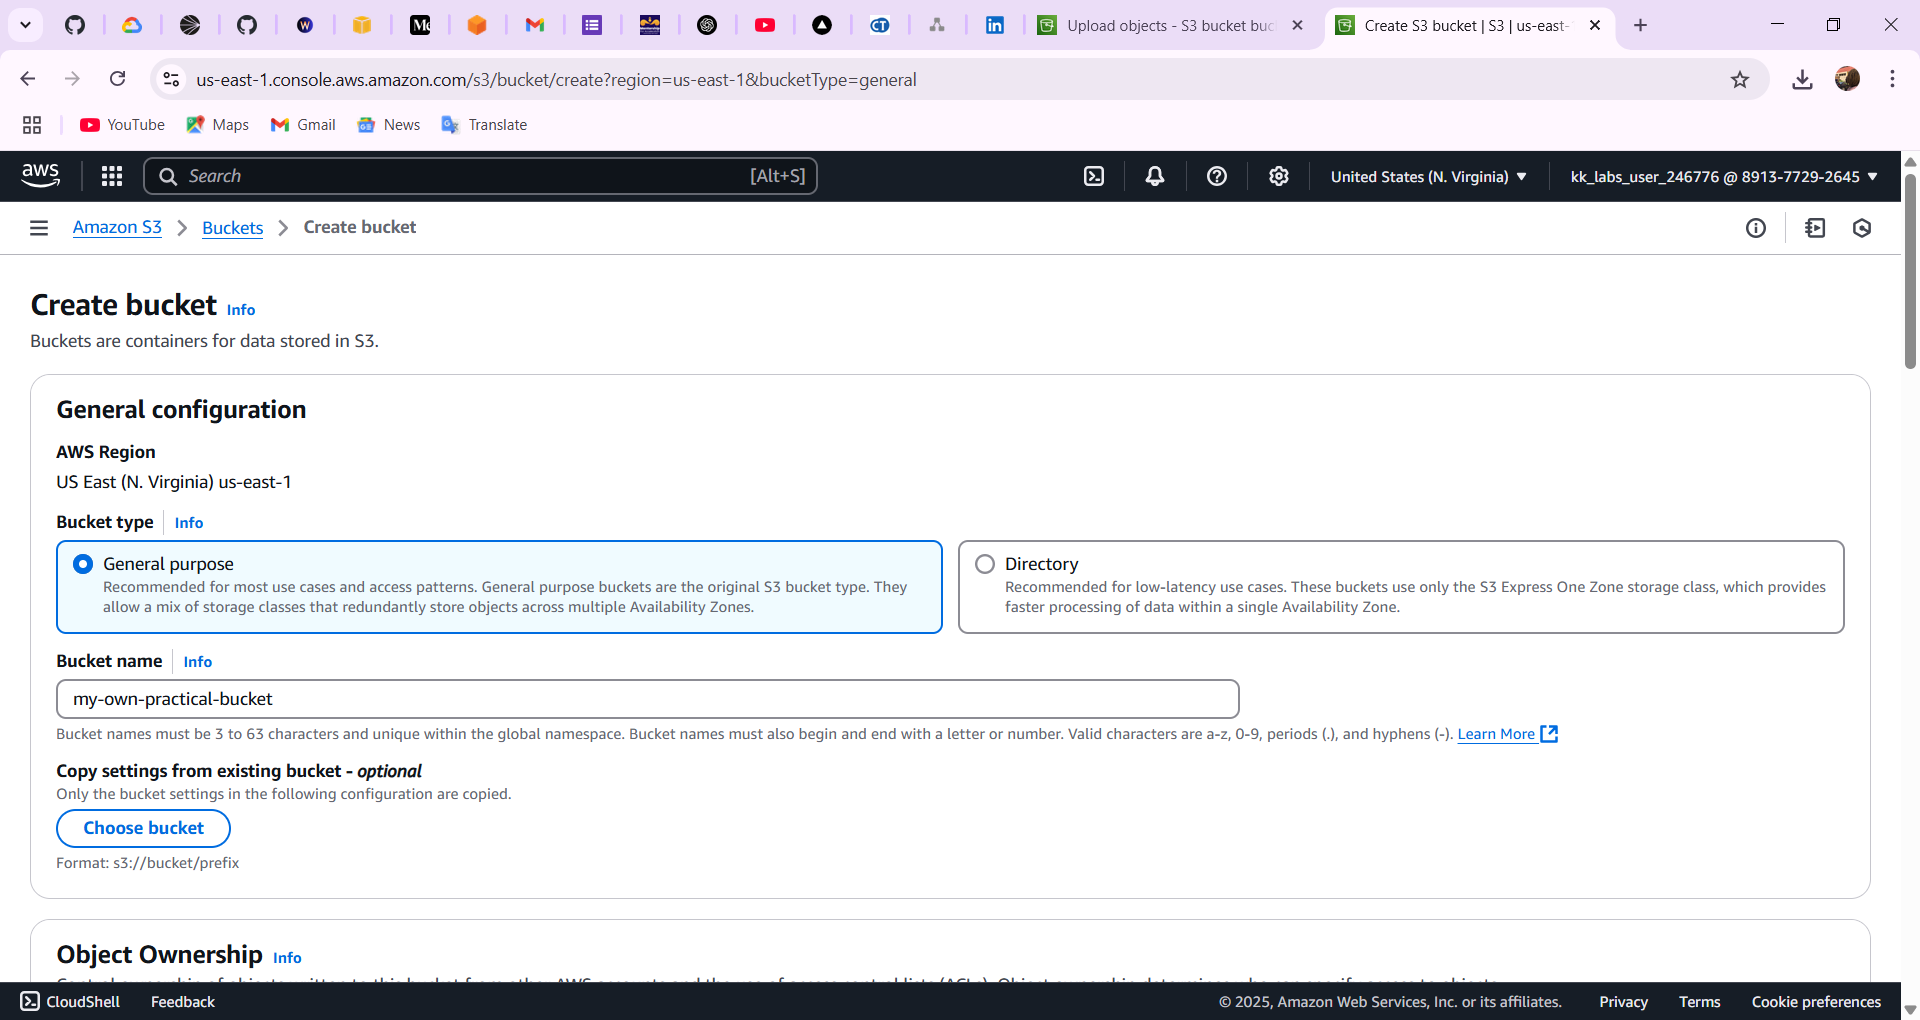 Upload objects - S3 bucket buc
Create S3 bucket | S3 | us-east-
us-east-1.console.aws.amazon.com/s3/bucket/create?region=us-east-1&bucketType=general
YouTube Maps Gmail News Translate
aws Search [Alt+S] United States (N. Virginia) kk_labs_user_246776 @ 8913-7729-2645
Amazon S3 > Buckets > Create bucket
Create bucket Info
Buckets are containers for data stored in S3.
General configuration
AWS Region
US East (N. Virginia) us-east-1
Bucket type Info
General purpose
Recommended for most use cases and access patterns. General purpose buckets are the original S3 bucket type. They
allow a mix of storage classes that redundantly store objects across multiple Availability Zones.
Directory
Recommended for low-latency use cases. These buckets use only the S3 Express One Zone storage class, which provides
faster processing of data within a single Availability Zone.
Bucket name Info
my-own-practical-bucket
Bucket names must be 3 to 63 characters and unique within the global namespace. Bucket names must also begin and end with a letter or number. Valid characters are a-z, 0-9, periods (.), and hyphens (-). Learn More
Copy settings from existing bucket - optional
Only the bucket settings in the following configuration are copied.
Choose bucket
Format: s3://bucket/prefix
Object Ownership Info
CloudShell Feedback © 2025, Amazon Web Services, Inc. or its affiliates. Privacy Terms Cookie preferences